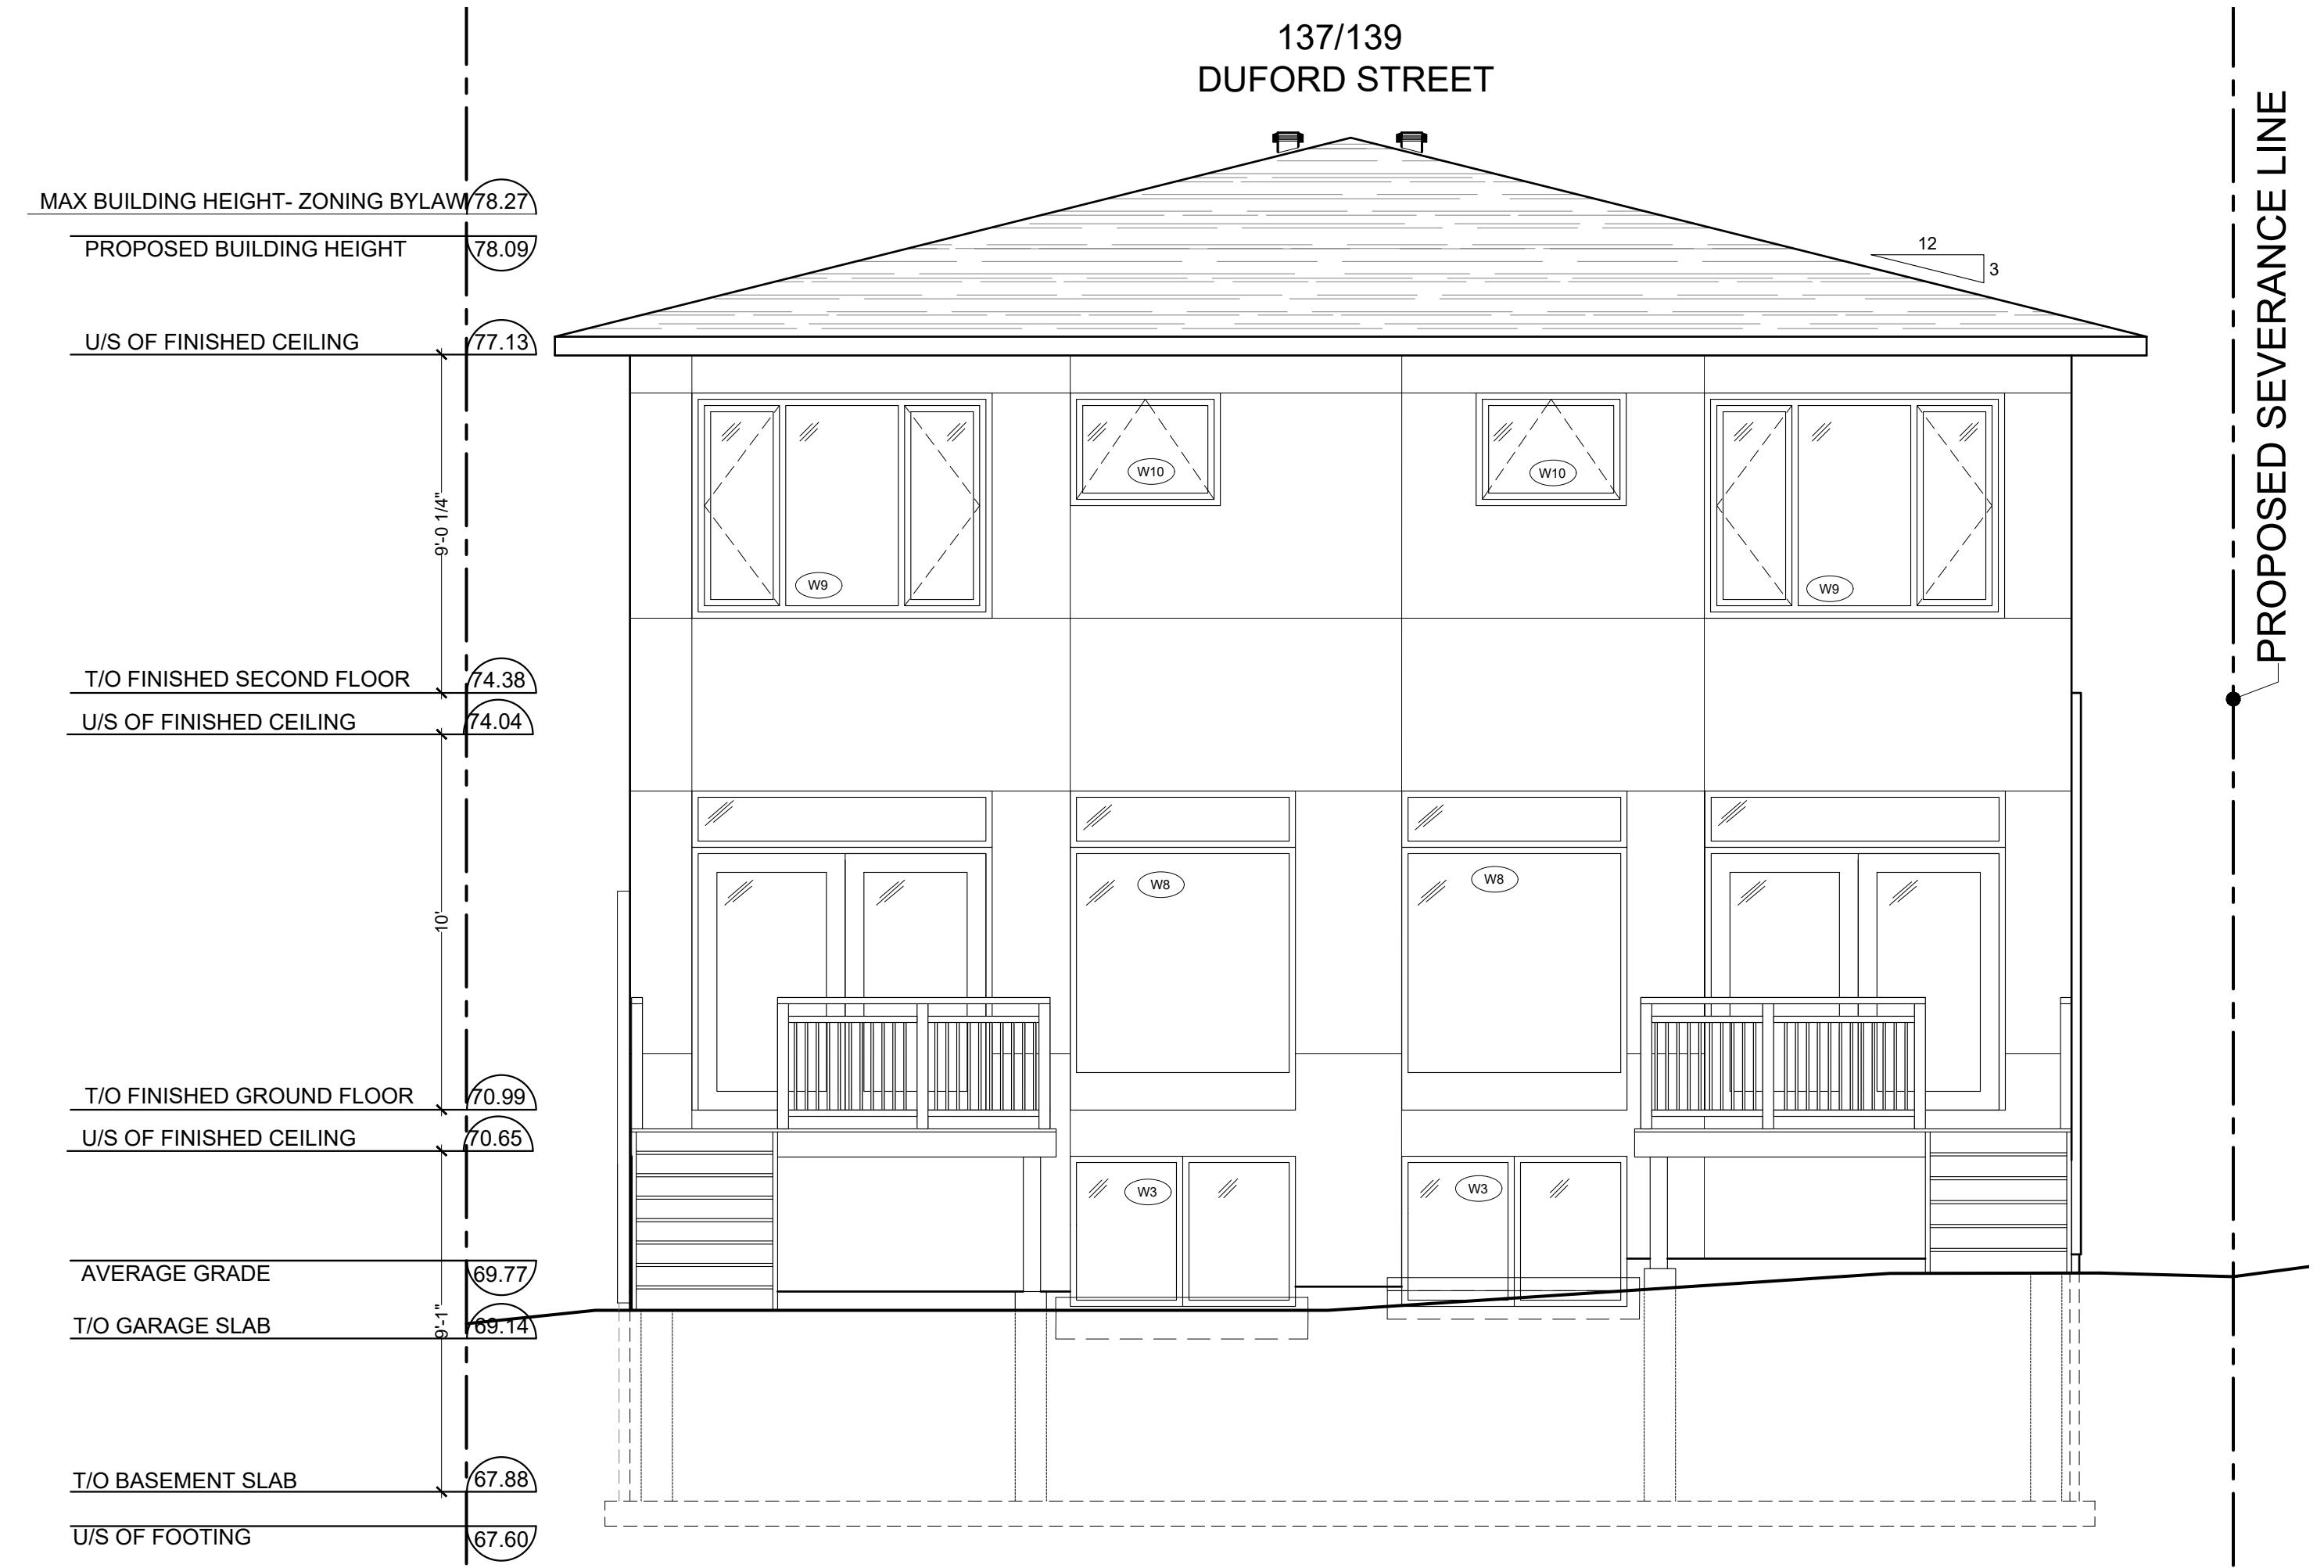 137/139
DUFORD STREET
PROPOSED SEVERANCE LINE
MAX BUILDING HEIGHT- ZONING BYLAW 78.27
PROPOSED BUILDING HEIGHT 78.09
12
3
U/S OF FINISHED CEILING 77.13
9'-0 1/4"
W10
W10
W9
W9
T/O FINISHED SECOND FLOOR 74.38
U/S OF FINISHED CEILING 74.04
10'
W8
W8
T/O FINISHED GROUND FLOOR 70.99
U/S OF FINISHED CEILING 70.65
W3
W3
AVERAGE GRADE 69.77
9'-1"
T/O GARAGE SLAB 69.14
T/O BASEMENT SLAB 67.88
U/S OF FOOTING 67.60